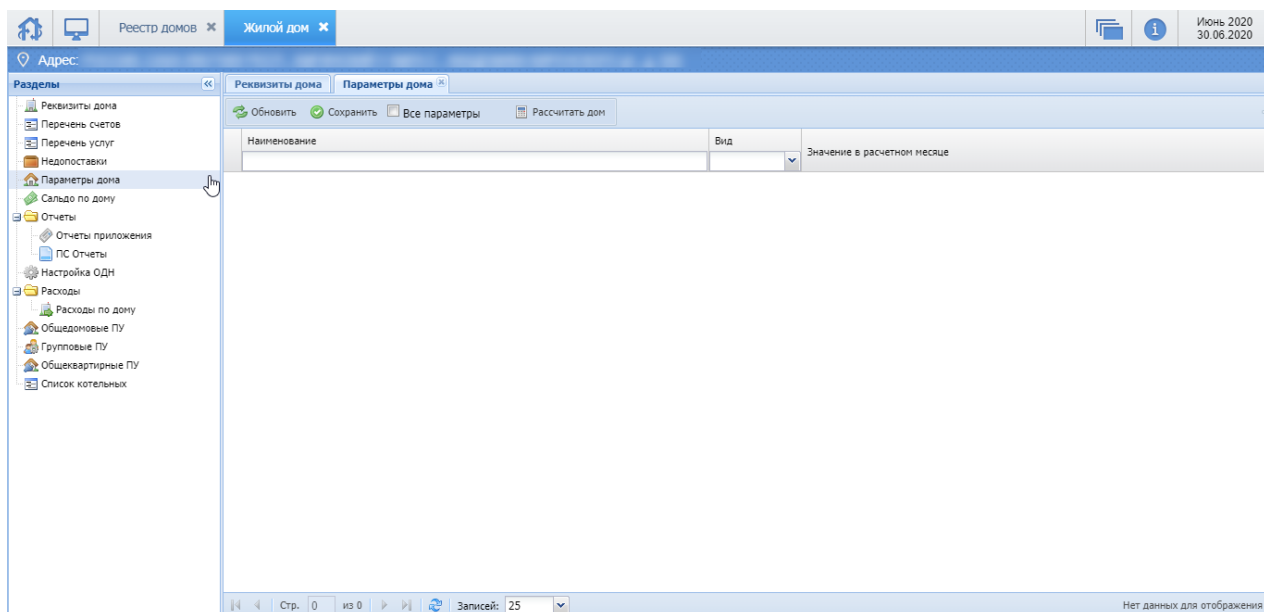 Реестр домов
Жилой дом
Июнь 2020
30.06.2020
Адрес:
Разделы
Реквизиты дома
Перечень счетов
Перечень услуг
Недопоставки
Параметры дома
Сальдо по дому
Отчеты
Отчеты приложения
ПС Отчеты
Настройка ОДН
Расходы
Расходы по дому
Общедомовые ПУ
Групповые ПУ
Общеквартирные ПУ
Список котельных
Реквизиты дома Параметры дома
Обновить Сохранить Все параметры Рассчитать дом
Наименование Вид Значение в расчетном месяце
Стр. 0 из 0 Записей: 25 Нет данных для отображения